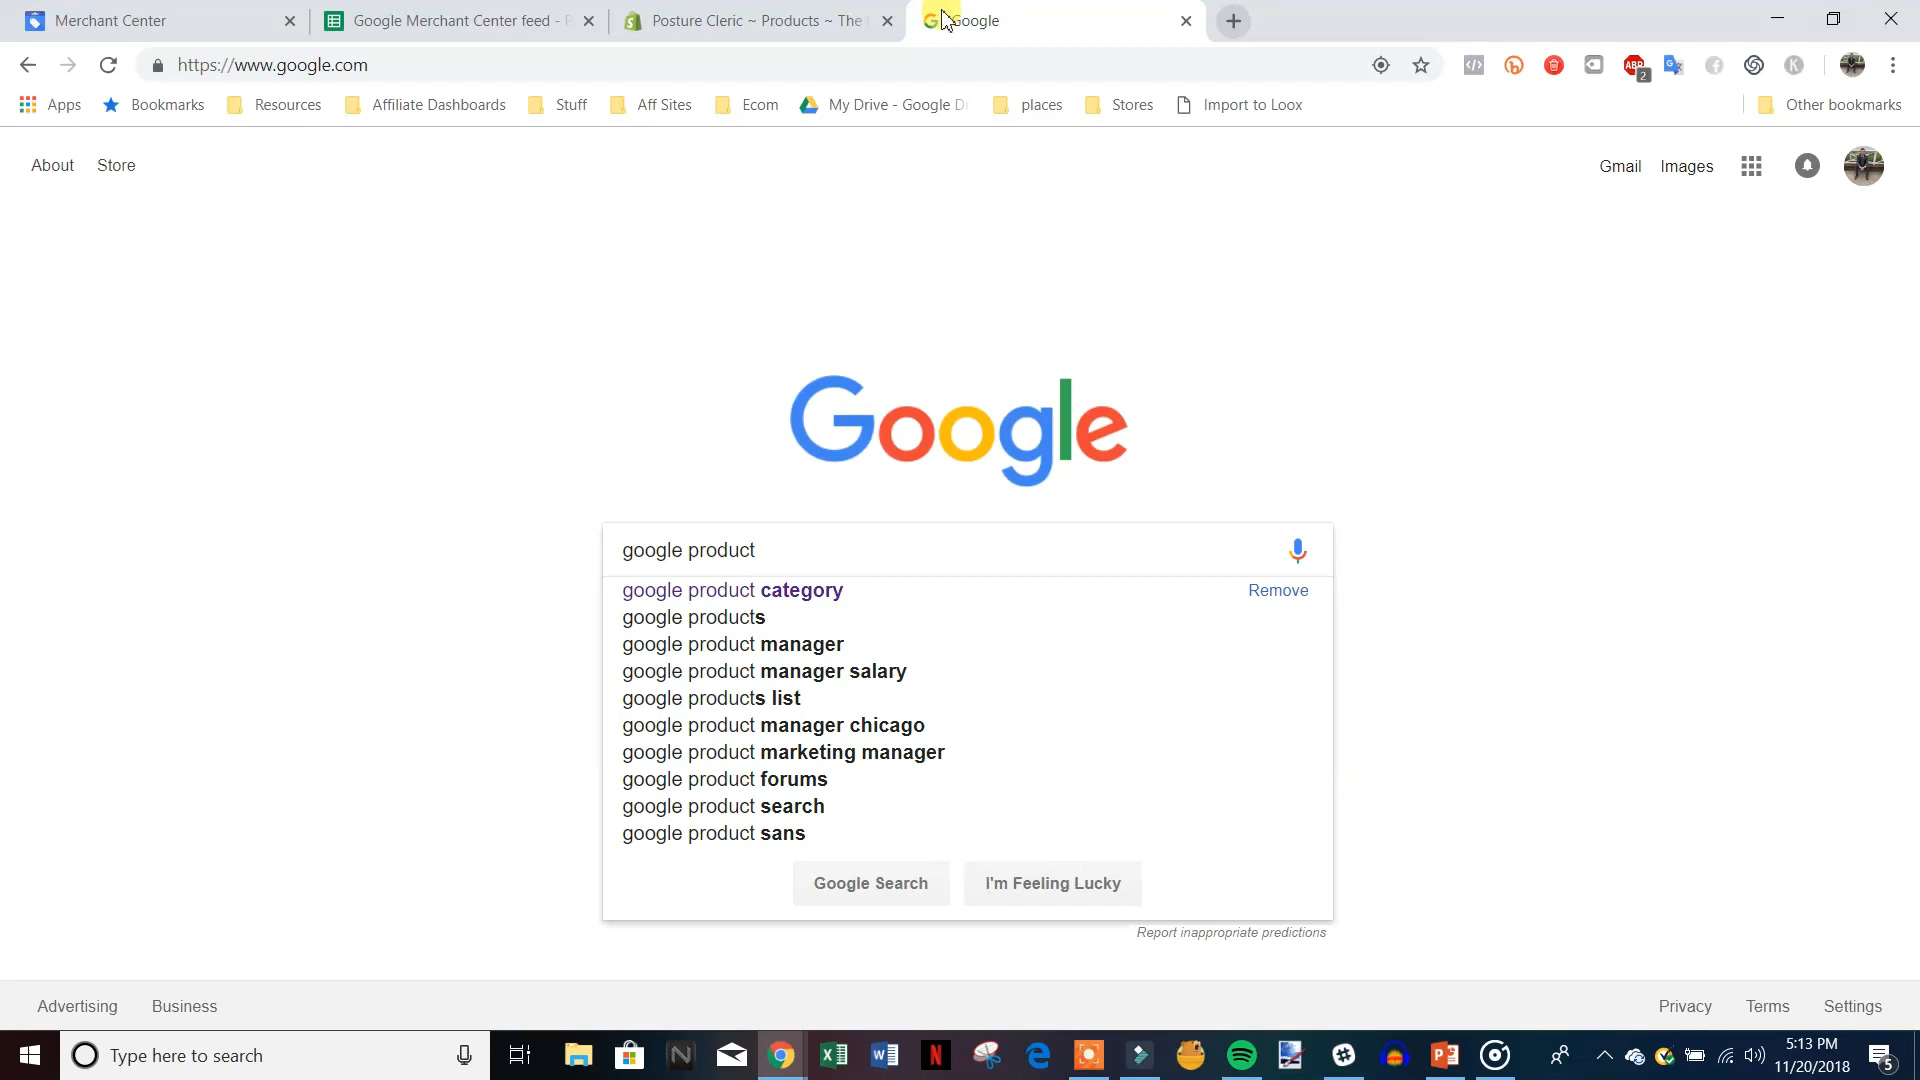 Merchant Center
Google Merchant Center feed - P
Posture Cleric ~ Products ~ The
Google
https://www.google.com
ABP
2
K
Apps
Bookmarks
Resources
Affiliate Dashboards
Stuff
Aff Sites
Ecom
My Drive - Google Dr
places
Stores
Import to Loox
Other bookmarks
About
Store
Gmail
Images
Google
google product
google product category
Remove
google products
google product manager
google product manager salary
google products list
google product manager chicago
google product marketing manager
google product forums
google product search
google product sans
Google Search
I'm Feeling Lucky
Report inappropriate predictions
Advertising
Business
Privacy
Terms
Settings
Type here to search
5:13 PM
11/20/2018
5